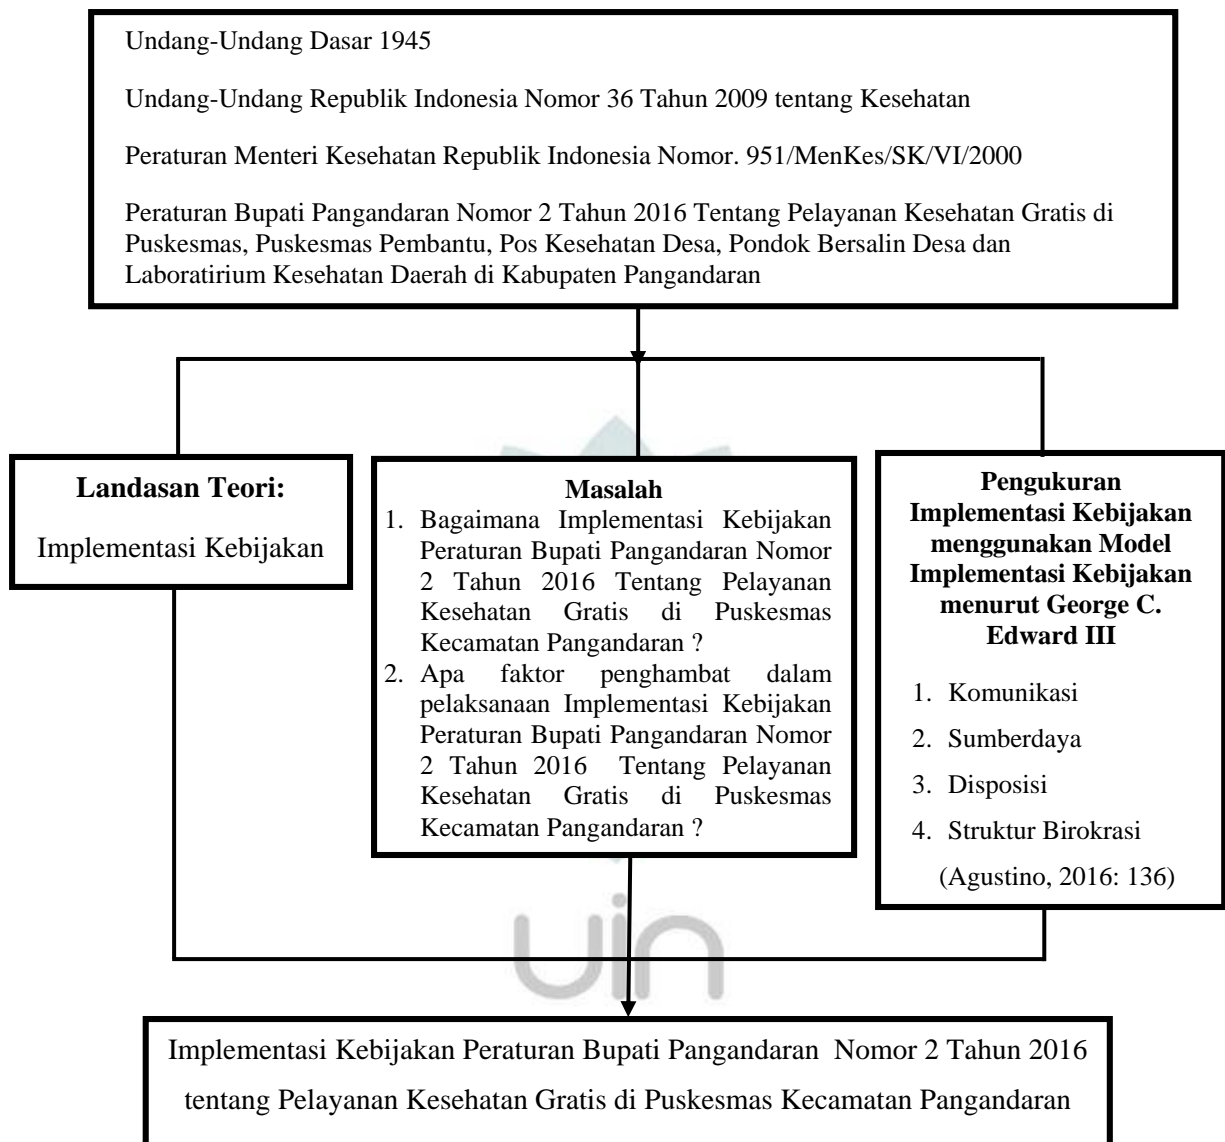 Undang-Undang Dasar 1945
Undang-Undang Republik Indonesia Nomor 36 Tahun 2009 tentang Kesehatan
Peraturan Menteri Kesehatan Republik Indonesia Nomor. 951/MenKes/SK/VI/2000
Peraturan Bupati Pangandaran Nomor 2 Tahun 2016 Tentang Pelayanan Kesehatan Gratis di
Puskesmas, Puskesmas Pembantu, Pos Kesehatan Desa, Pondok Bersalin Desa dan
Laboratirium Kesehatan Daerah di Kabupaten Pangandaran
Landasan Teori:
Implementasi Kebijakan
Masalah
1. Bagaimana Implementasi Kebijakan
Peraturan Bupati Pangandaran Nomor
2 Tahun 2016 Tentang Pelayanan
Kesehatan Gratis di Puskesmas
Kecamatan Pangandaran ?
2. Apa faktor penghambat dalam
pelaksanaan Implementasi Kebijakan
Peraturan Bupati Pangandaran Nomor
2 Tahun 2016 Tentang Pelayanan
Kesehatan Gratis di Puskesmas
Kecamatan Pangandaran ?
Pengukuran
Implementasi Kebijakan
menggunakan Model
Implementasi Kebijakan
menurut George C.
Edward III
1. Komunikasi
2. Sumberdaya
3. Disposisi
4. Struktur Birokrasi
(Agustino, 2016: 136)
uin
Implementasi Kebijakan Peraturan Bupati Pangandaran Nomor 2 Tahun 2016
tentang Pelayanan Kesehatan Gratis di Puskesmas Kecamatan Pangandaran